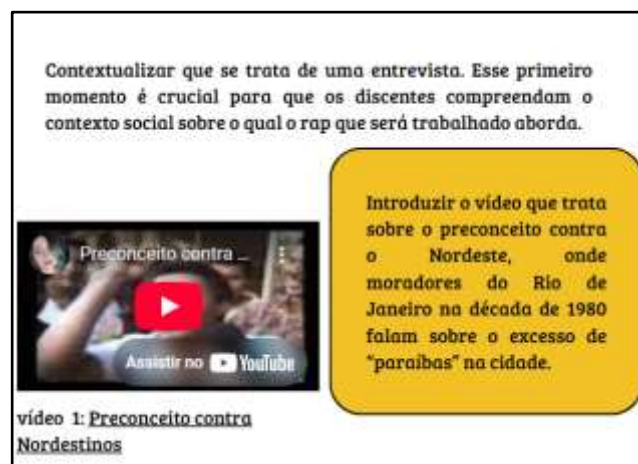 Contextualizar que se trata de uma entrevista. Esse primeiro
momento é crucial para que os discentes compreendam o
contexto social sobre o qual o rap que será trabalhado aborda.
Introduzir o vídeo que trata
sobre o preconceito contra
o Nordeste, onde
moradores do Rio de
Janeiro na década de 1980
falam sobre o excesso de
"paraíbas" na cidade.
Preconceito contra ...
Assistir no YouTube
vídeo 1: Preconceito contra
Nordestinos